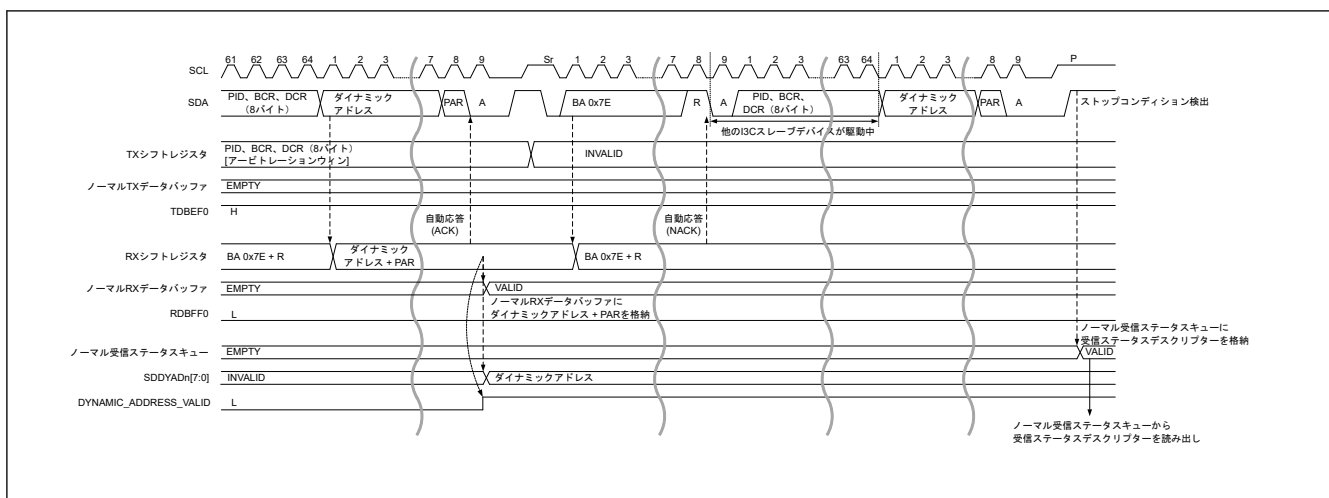 61 62 63 64 1 2 3 7 8 9 Sr 1 2 3 7 8 9 1 2 3 63 64 1 2 3 8 9 P
SCL
SDA
PID、BCR、DCR
(8バイト)
ダイナミック
アドレス
PAR
A
BA 0x7E
R
A
PID、BCR、
DCR (8バイト)
ダイナミック
アドレス
PAR
A
ストップコンディション検出
他のI3Cスレーブデバイスが駆動中
TXシフトレジスタ
PID、BCR、DCR（8バイト）
[アービトレーションウィン]
INVALID
ノーマルTXデータバッファ
EMPTY
TDBEF0
H
自動応答
(ACK)
自動応答
(NACK)
RXシフトレジスタ
BA 0x7E + R
ダイナミック
アドレス + PAR
BA 0x7E + R
ノーマルRXデータバッファ
EMPTY
VALID
ノーマルRXデータバッファに
ダイナミックアドレス + PARを格納
RDBFF0
L
ノーマル受信ステータスキューに
受信ステータスデスクリプターを格納
ノーマル受信ステータスキュー
EMPTY
VALID
SDDYADn[7:0]
INVALID
ダイナミックアドレス
DYNAMIC_ADDRESS_VALID
L
ノーマル受信ステータスキューから
受信ステータスデスクリプターを読み出し